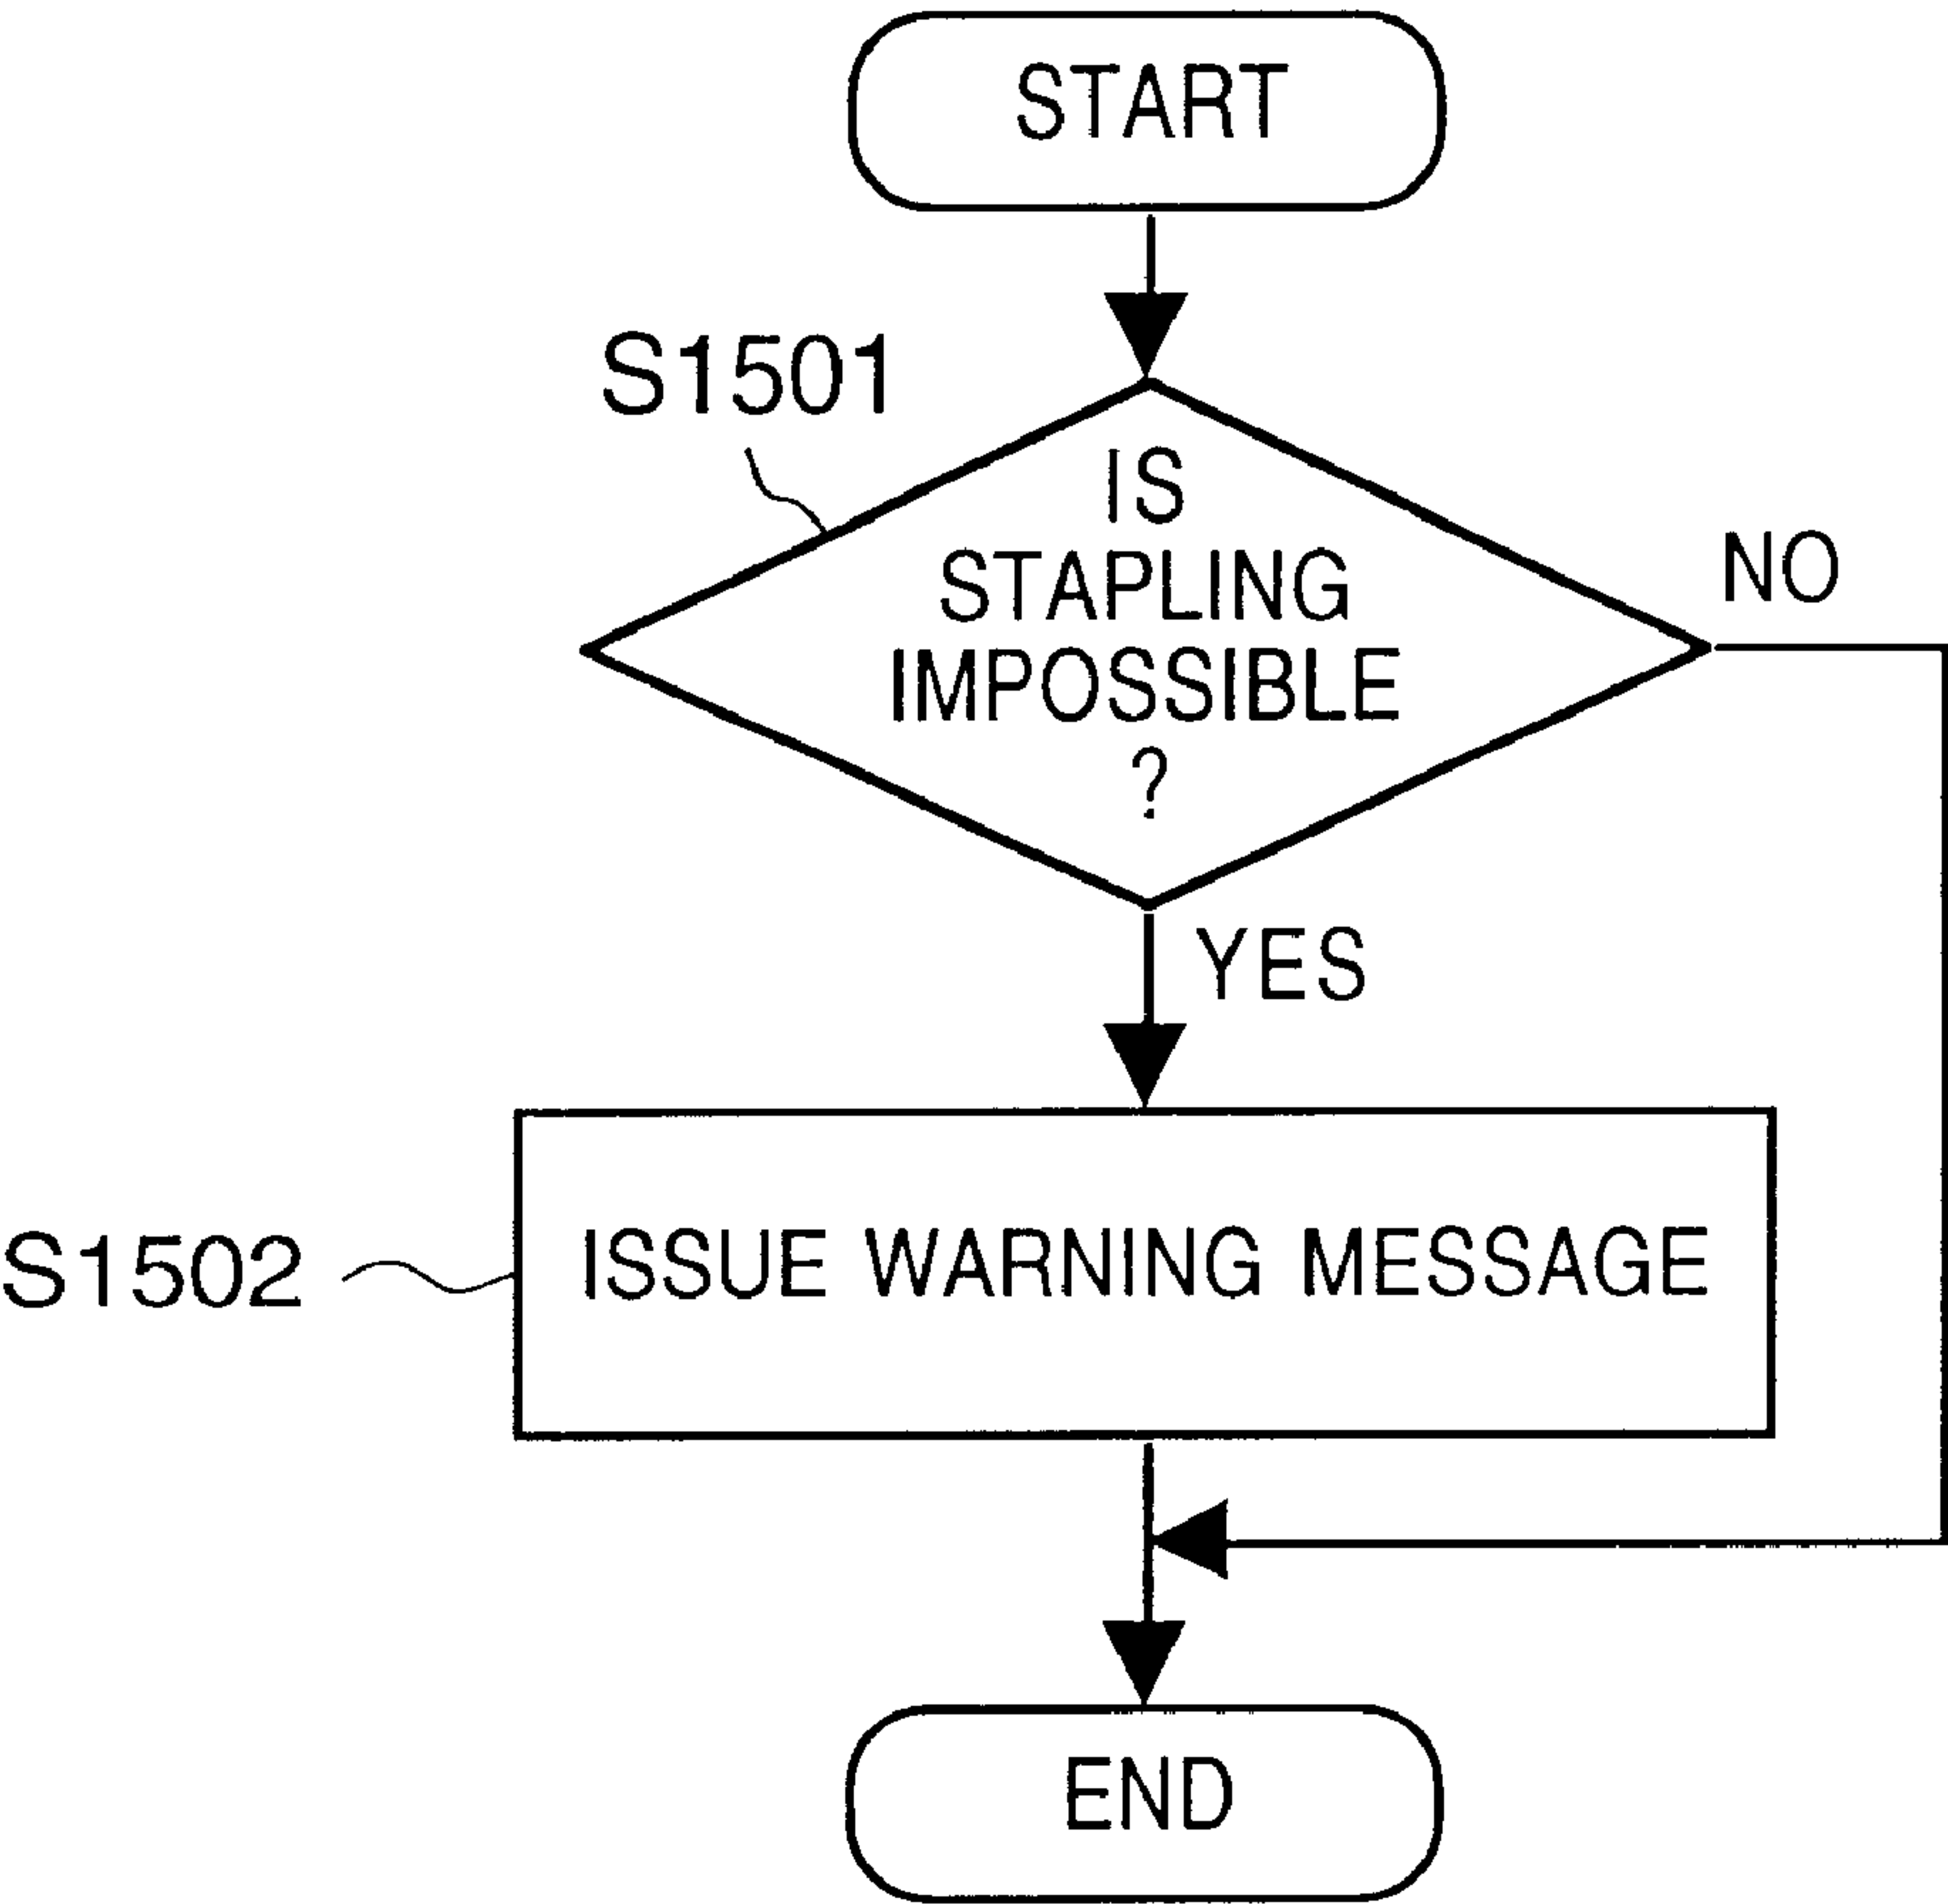 START
S1501
IS
STAPLING
IMPOSSIBLE
?
NO
YES
S1502
ISSUE WARNING MESSAGE
END